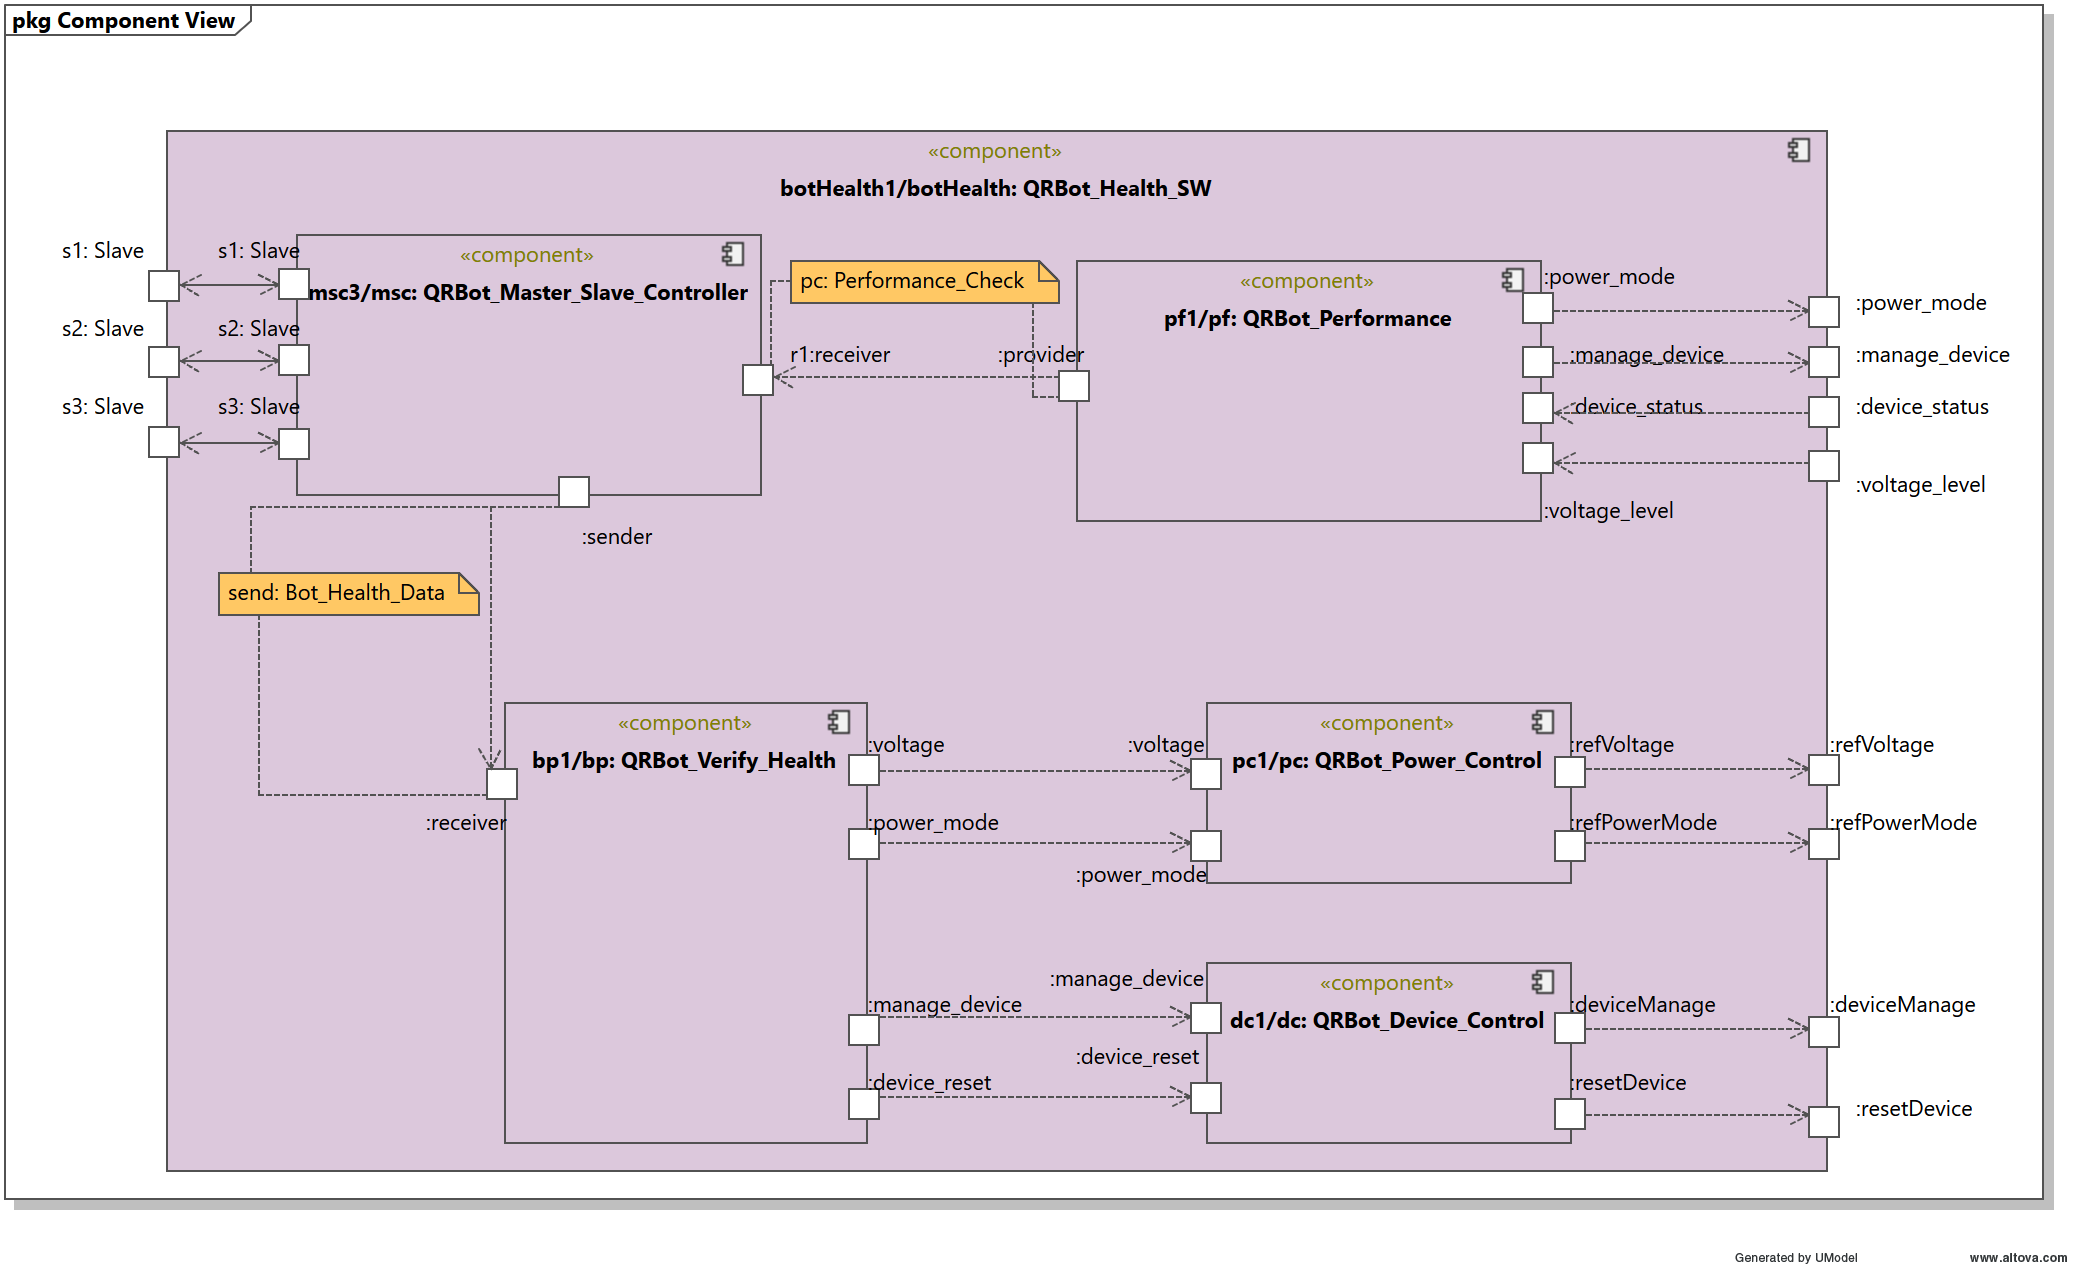 pkg Component View
«component»
botHealth1/botHealth: QRBot_Health_SW
s1: Slave
s1: Slave
«component»
msc3/msc: QRBot_Master_Slave_Controller
s2: Slave
s2: Slave
s3: Slave
s3: Slave
pc: Performance_Check
r1:receiver
:provider
«component»
pf1/pf: QRBot_Performance
:power_mode
:power_mode
:manage_device
:manage_device
:device_status
:device_status
:voltage_level
:voltage_level
:sender
send: Bot_Health_Data
:receiver
«component»
bp1/bp: QRBot_Verify_Health
:voltage
:voltage
:power_mode
:power_mode
«component»
pc1/pc: QRBot_Power_Control
:refVoltage
:refVoltage
:refPowerMode
:refPowerMode
:manage_device
:manage_device
:device_reset
:device_reset
«component»
dc1/dc: QRBot_Device_Control
:deviceManage
:deviceManage
:resetDevice
:resetDevice
Generated by UModel
www.altova.com